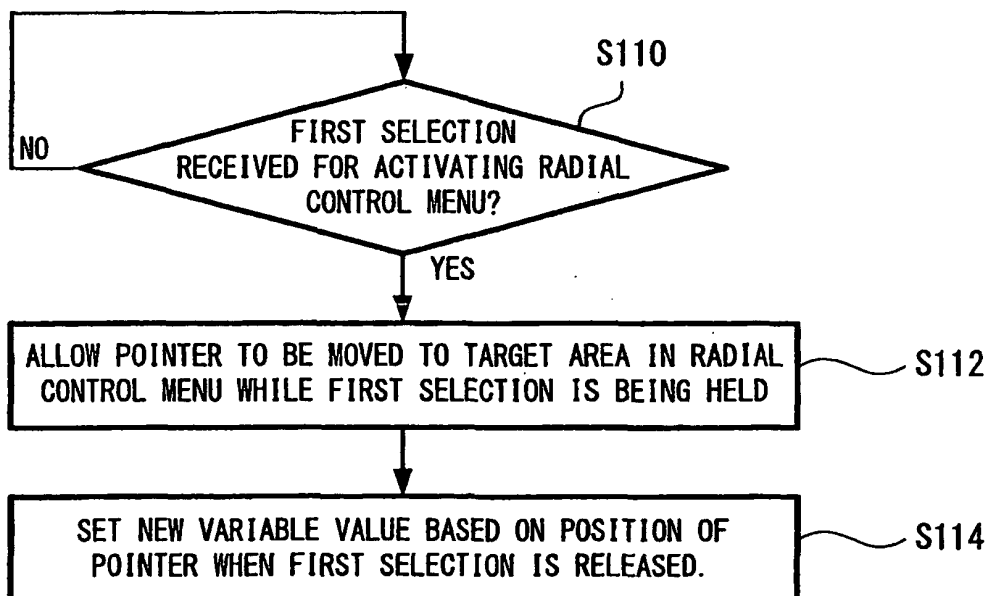 S110
FIRST SELECTION
RECEIVED FOR ACTIVATING RADIAL
CONTROL MENU?
NO
YES
ALLOW POINTER TO BE MOVED TO TARGET AREA IN RADIAL
CONTROL MENU WHILE FIRST SELECTION IS BEING HELD
S112
SET NEW VARIABLE VALUE BASED ON POSITION OF
POINTER WHEN FIRST SELECTION IS RELEASED.
S114